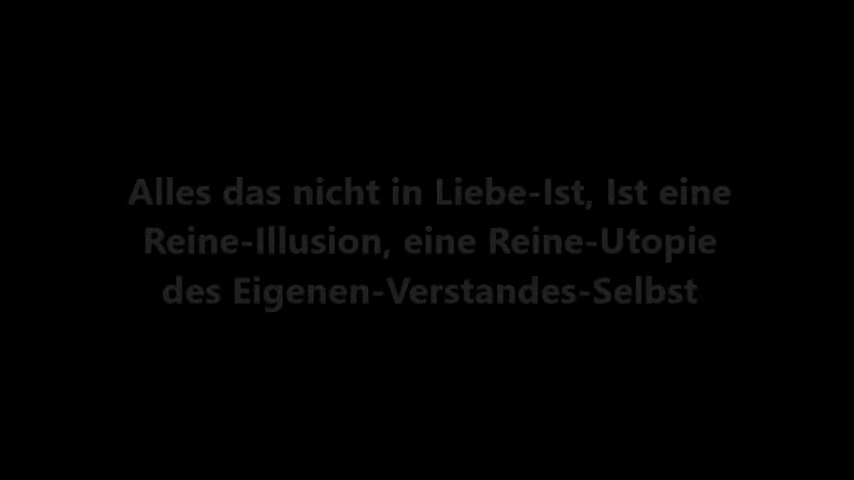 Alles das nicht in Liebe-Ist, Ist eine
Reine-Illusion, eine Reine-Utopie
des Eigenen-Verstandes-Selbst